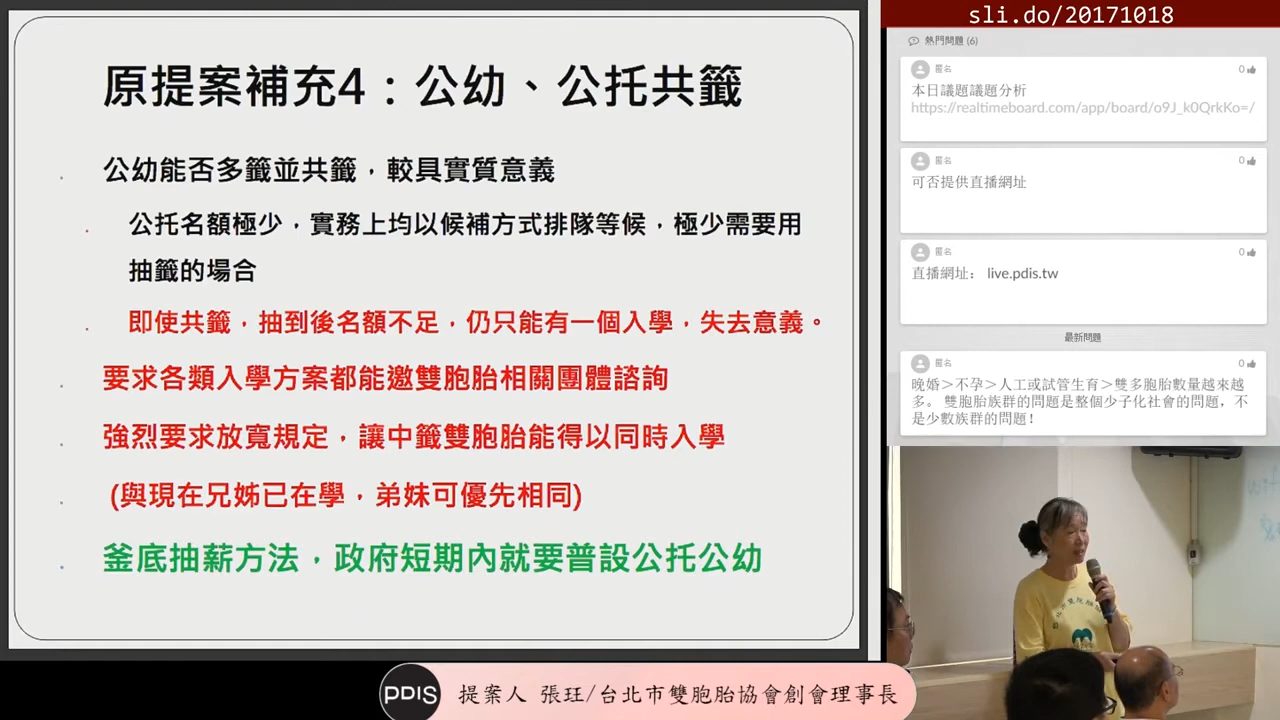 原提案補充4：公幼、公托共籤
公幼能否多籤並共籤，較具實質意義
公托名額極少，實務上均以候補方式排隊等候，極少需要用
抽籤的場合
即使共籤，抽到後名額不足，仍只能有一個入學，失去意義。
要求各類入學方案都能邀雙胞胎相關團體諮詢
強烈要求放寬規定，讓中籤雙胞胎能得以同時入學
(與現在兄姊已在學，弟妹可優先相同)
釜底抽薪方法，政府短期內就要普設公托公幼
sli.do/20171018
熱門問題 (6)
匿名
0
本日議題議題分析
https://realtimeboard.com/app/board/o9J_k0QrkKo=/
匿名
0
可否提供直播網址
匿名
0
直播網址： live.pdis.tw
最新問題
匿名
0
晚婚＞不孕＞人工或試管生育＞雙多胞胎數量越來越
多。 雙胞胎族群的問題是整個少子化社會的問題，不
是少數族群的問題！
PDIS
提案人 張珏/台北市雙胞胎協會創會理事長